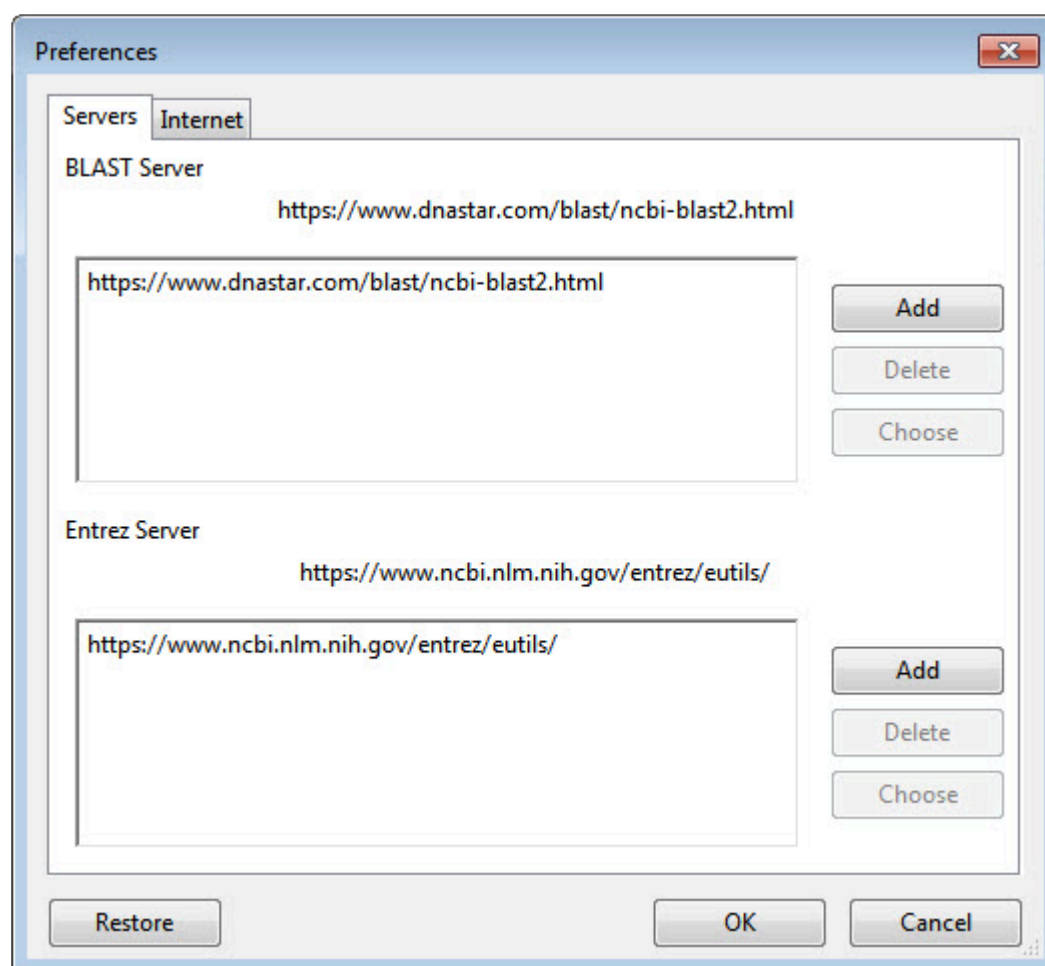 Preferences
Servers
Internet
BLAST Server
https://www.dnastar.com/blast/ncbi-blast2.html
https://www.dnastar.com/blast/ncbi-blast2.html
Add
Delete
Choose
Entrez Server
https://www.ncbi.nlm.nih.gov/entrez/eutils/
https://www.ncbi.nlm.nih.gov/entrez/eutils/
Add
Delete
Choose
Restore
OK
Cancel